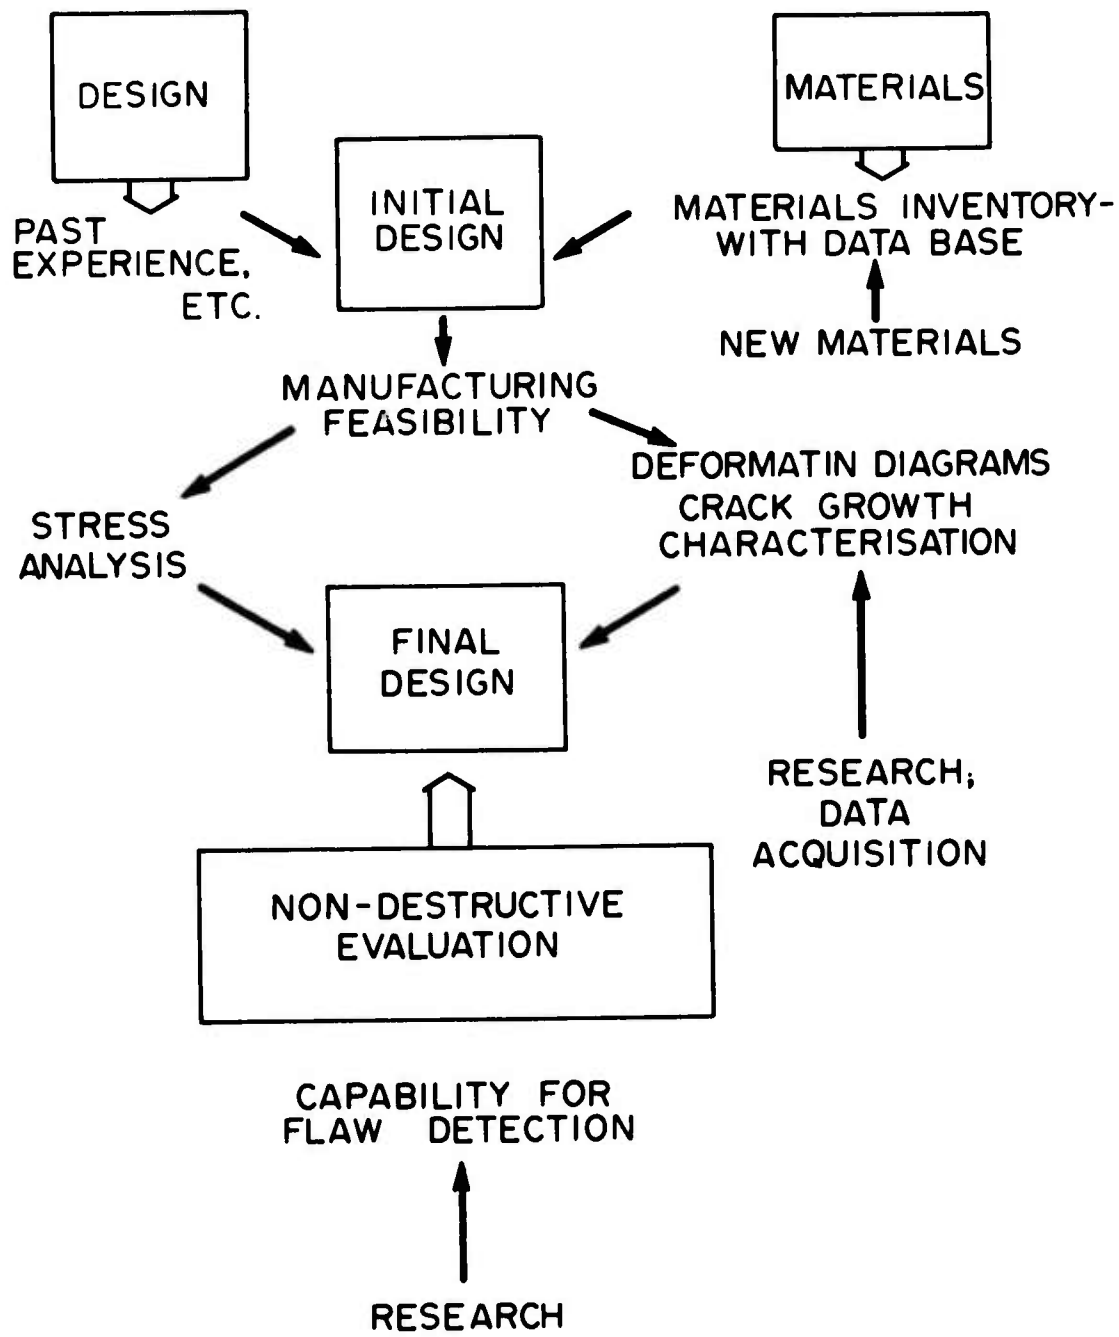 DESIGN
MATERIALS
INITIAL
DESIGN
PAST
EXPERIENCE,
ETC.
MATERIALS INVENTORY-
WITH DATA BASE
NEW MATERIALS
MANUFACTURING
FEASIBILITY
DEFORMATIN DIAGRAMS
CRACK GROWTH
CHARACTERISATION
STRESS
ANALYSIS
FINAL
DESIGN
RESEARCH;
DATA
ACQUISITION
NON-DESTRUCTIVE
EVALUATION
CAPABILITY FOR
FLAW DETECTION
RESEARCH